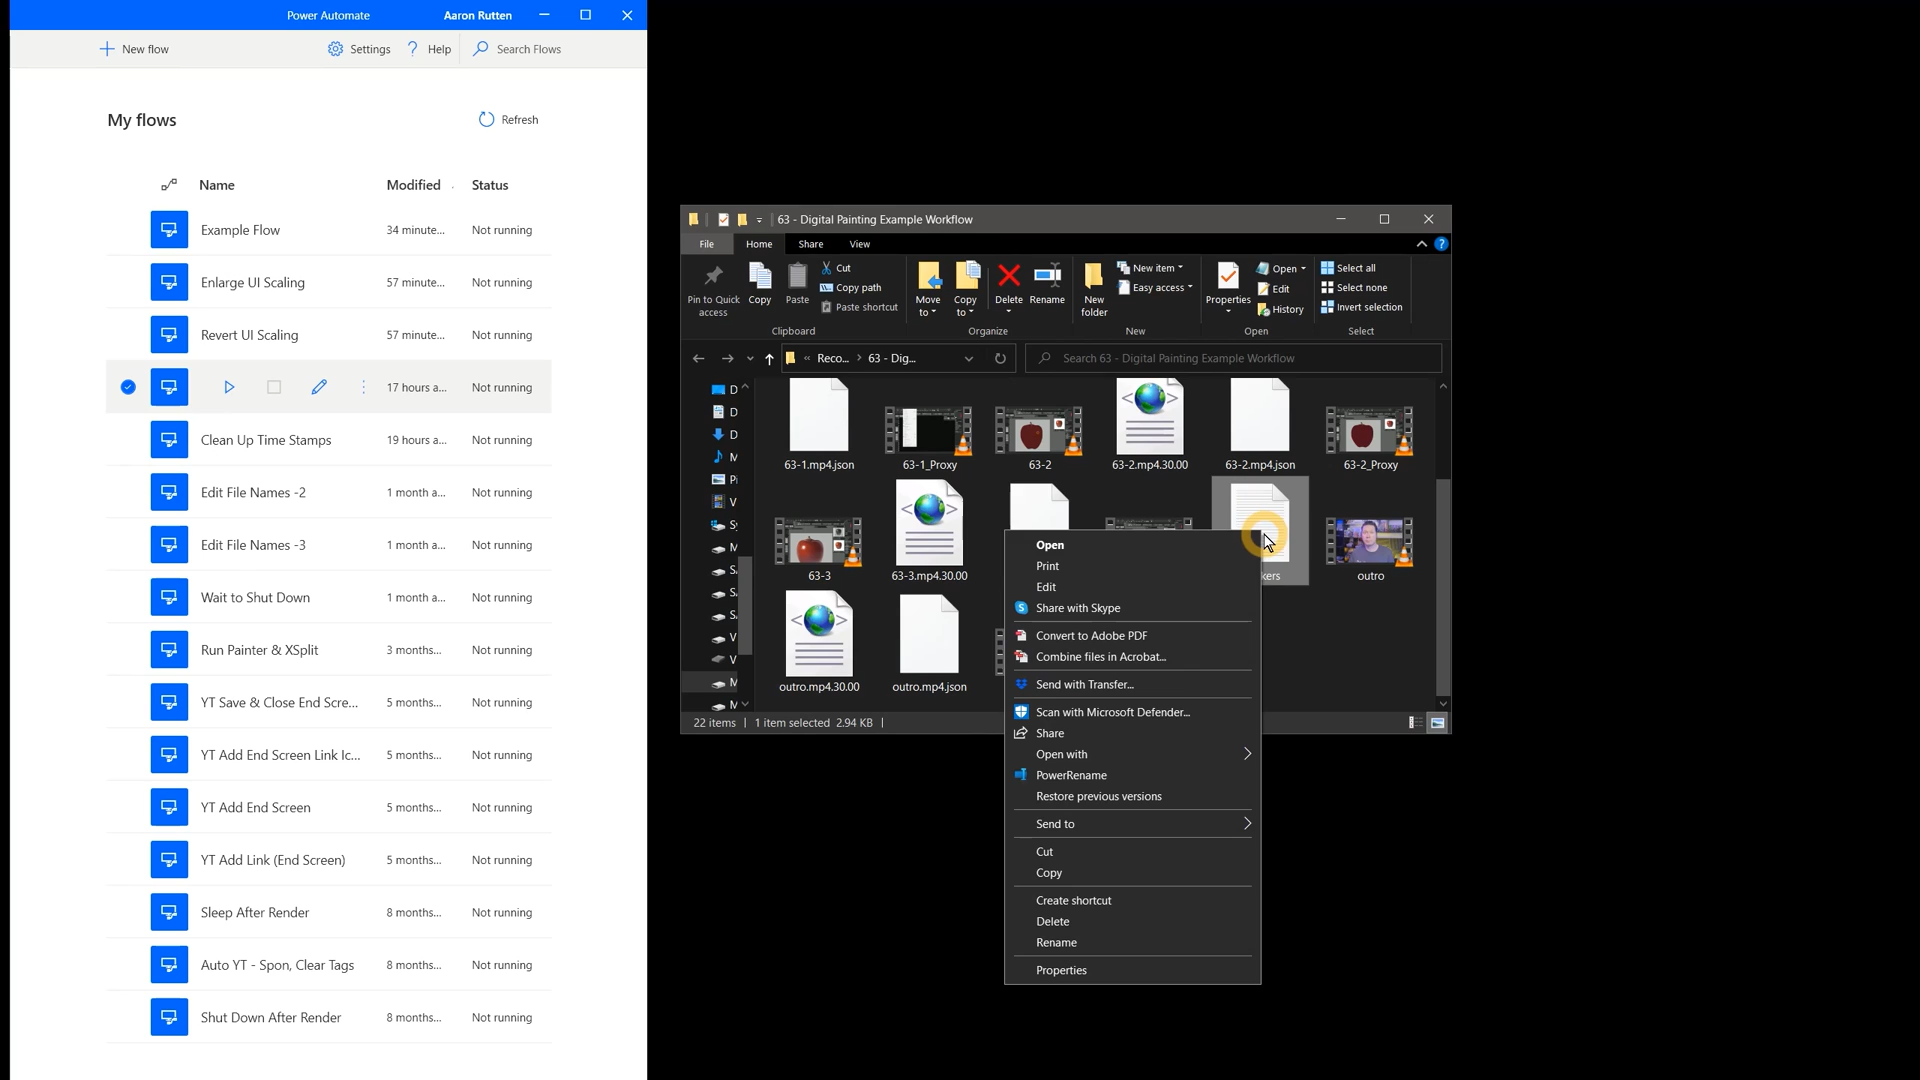 Power Automate
Aaron Rutten
New flow
Settings
Help
Search Flows
My flows
Refresh
Name
Modified
Status
Example Flow
34 minute...
Not running
Enlarge UI Scaling
57 minute...
Not running
Revert UI Scaling
57 minute...
Not running
17 hours a...
Not running
Clean Up Time Stamps
19 hours a...
Not running
Edit File Names -2
1 month a...
Not running
Edit File Names -3
1 month a...
Not running
Wait to Shut Down
1 month a...
Not running
Run Painter & XSplit
3 months...
Not running
YT Save & Close End Scre...
5 months...
Not running
YT Add End Screen Link Ic...
5 months...
Not running
YT Add End Screen
5 months...
Not running
YT Add Link (End Screen)
5 months...
Not running
Sleep After Render
8 months...
Not running
Auto YT - Spon, Clear Tags
8 months...
Not running
Shut Down After Render
8 months...
Not running
63 - Digital Painting Example Workflow
File
Home
Share
View
Pin to Quick
access
Copy
Paste
Cut
Copy path
Paste shortcut
Clipboard
Move
to
Copy
to
Delete
Rename
Organize
New
folder
New item
Easy access
New
Properties
Open
Edit
History
Open
Select all
Select none
Invert selection
Select
« Reco... > 63 - Dig...
Search 63 - Digital Painting Example Workflow
D
D
D
M
Pi
V
Sy
M
S
S
S
V
V
M
M
63-1.mp4.json
63-1_Proxy
63-2
63-2.mp4.30.00
63-2.mp4.json
63-2_Proxy
63-3
63-3.mp4.30.00
kers
outro
outro.mp4.30.00
outro.mp4.json
22 items
1 item selected 2.94 KB
Open
Print
Edit
Share with Skype
Convert to Adobe PDF
Combine files in Acrobat...
Send with Transfer...
Scan with Microsoft Defender...
Share
Open with
PowerRename
Restore previous versions
Send to
Cut
Copy
Create shortcut
Delete
Rename
Properties